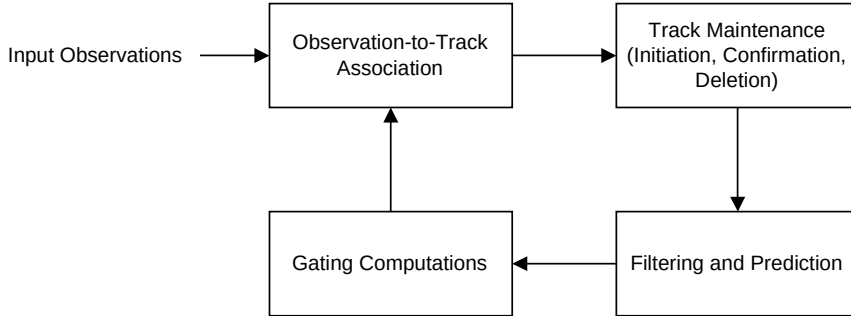 Input Observations
Observation-to-Track
Association
Track Maintenance
(Initiation, Confirmation,
Deletion)
Gating Computations
Filtering and Prediction